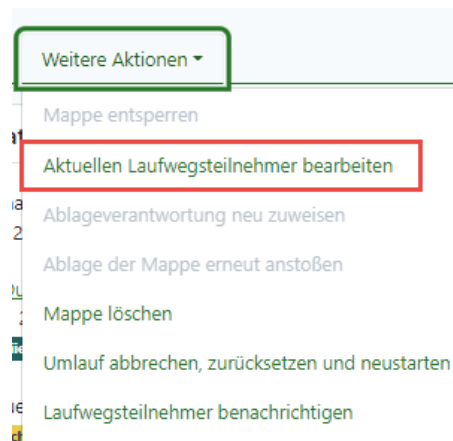 Weitere Aktionen
Mappe entsperren
Aktuellen Laufwegsteilnehmer bearbeiten
Ablageverantwortung neu zuweisen
Ablage der Mappe erneut anstoßen
Mappe löschen
Umlauf abbrechen, zurücksetzen und neustarten
Laufwegsteilnehmer benachrichtigen